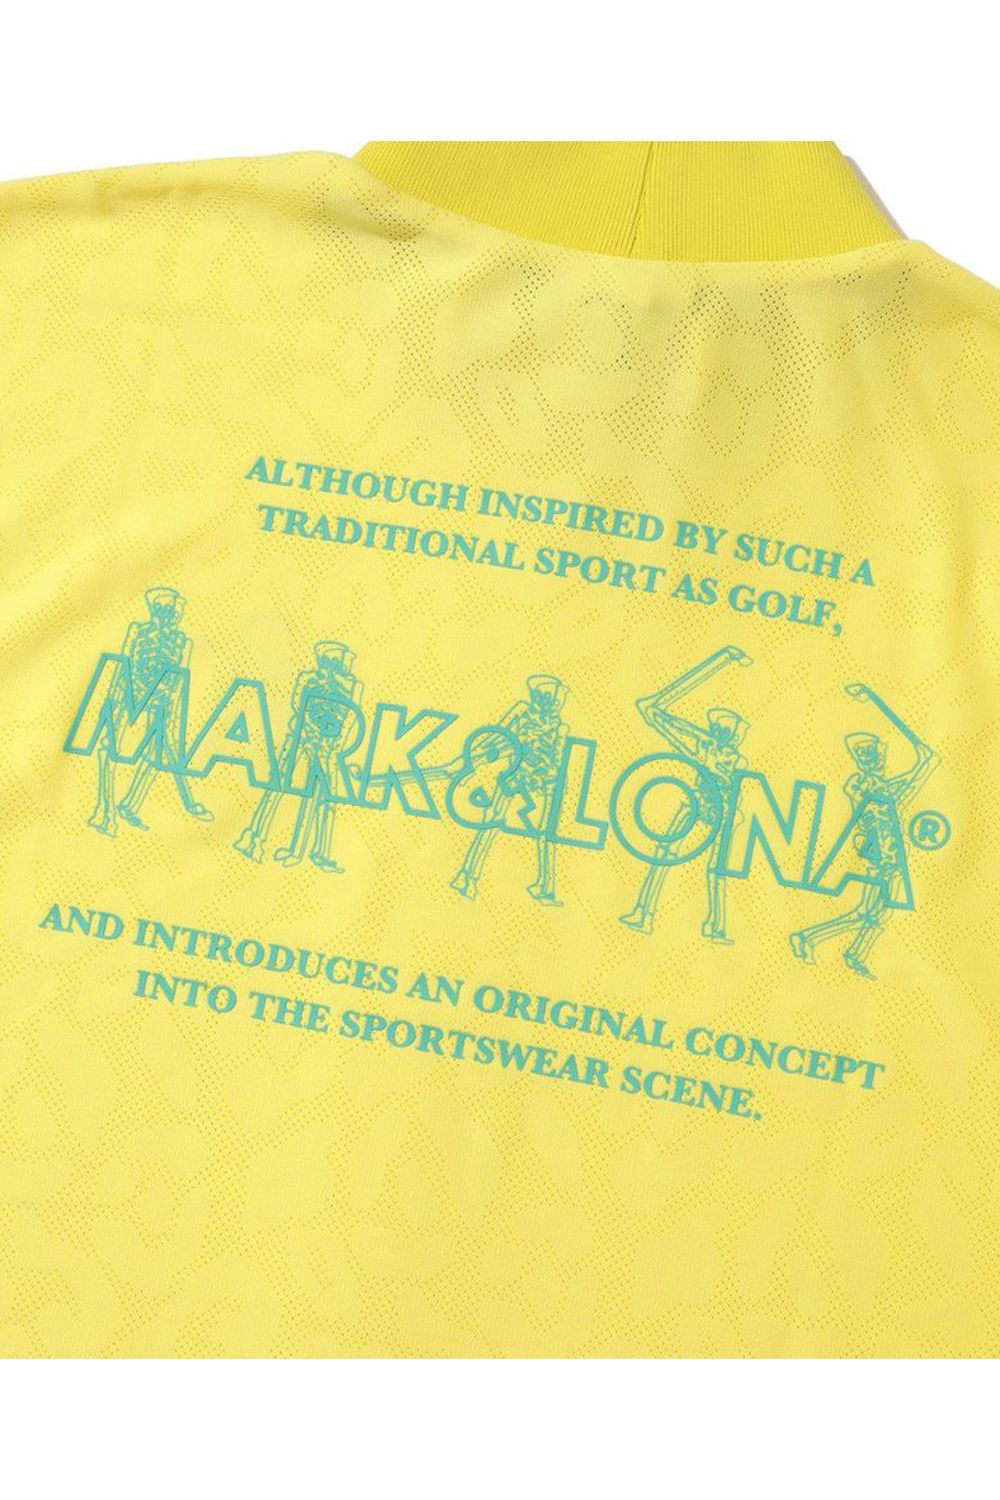 ALTHOUGH INSPIRED BY SUCH A
TRADITIONAL SPORT AS GOLF,
MARK&LONA®
AND INTRODUCES AN ORIGINAL CONCEPT
INTO THE SPORTSWEAR SCENE.